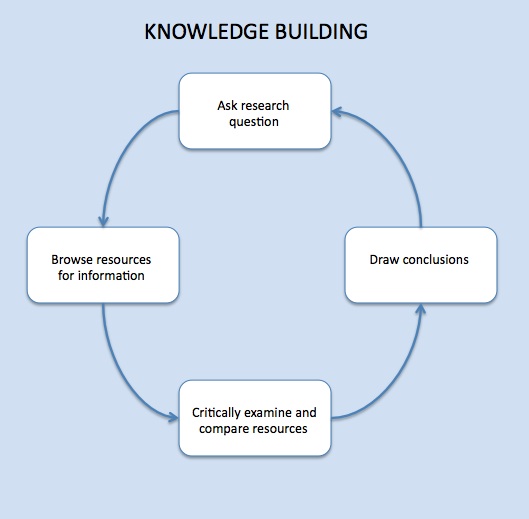 KNOWLEDGE BUILDING
Ask research
question
Browse resources
for information
Draw conclusions
Critically examine and
compare resources